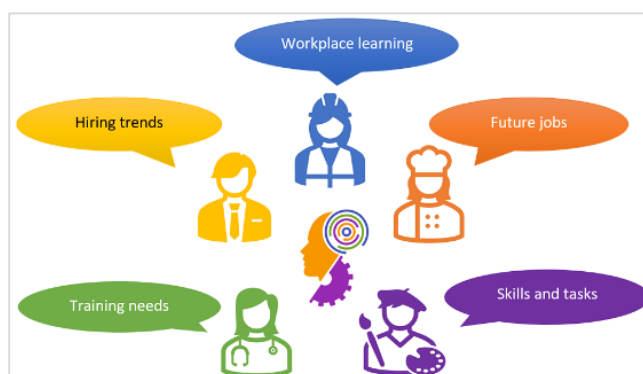 Workplace learning
Hiring trends
Future jobs
Training needs
Skills and tasks